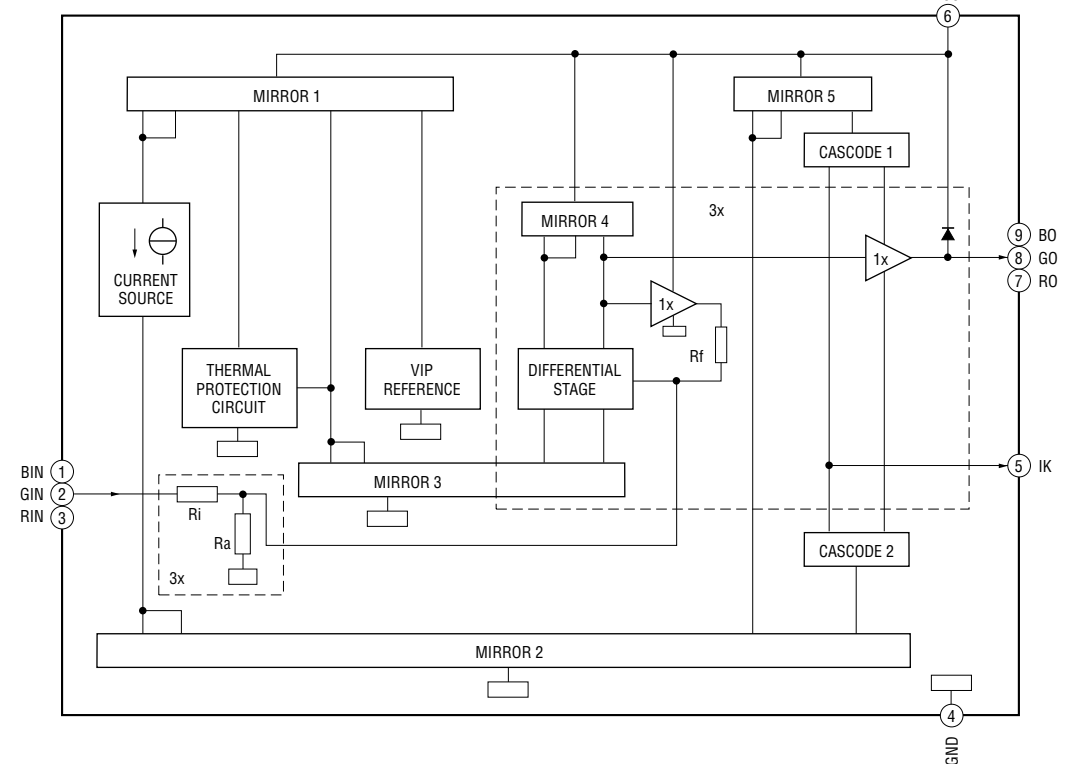 6
MIRROR 1
MIRROR 5
CASCODE 1
3x
MIRROR 4
9 BO
8 GO
7 RO
1x
CURRENT
SOURCE
1x
Rf
THERMAL
PROTECTION
CIRCUIT
VIP
REFERENCE
DIFFERENTIAL
STAGE
BIN 1
GIN 2
RIN 3
5 IK
MIRROR 3
Ri
Ra
3x
CASCODE 2
MIRROR 2
4
GND